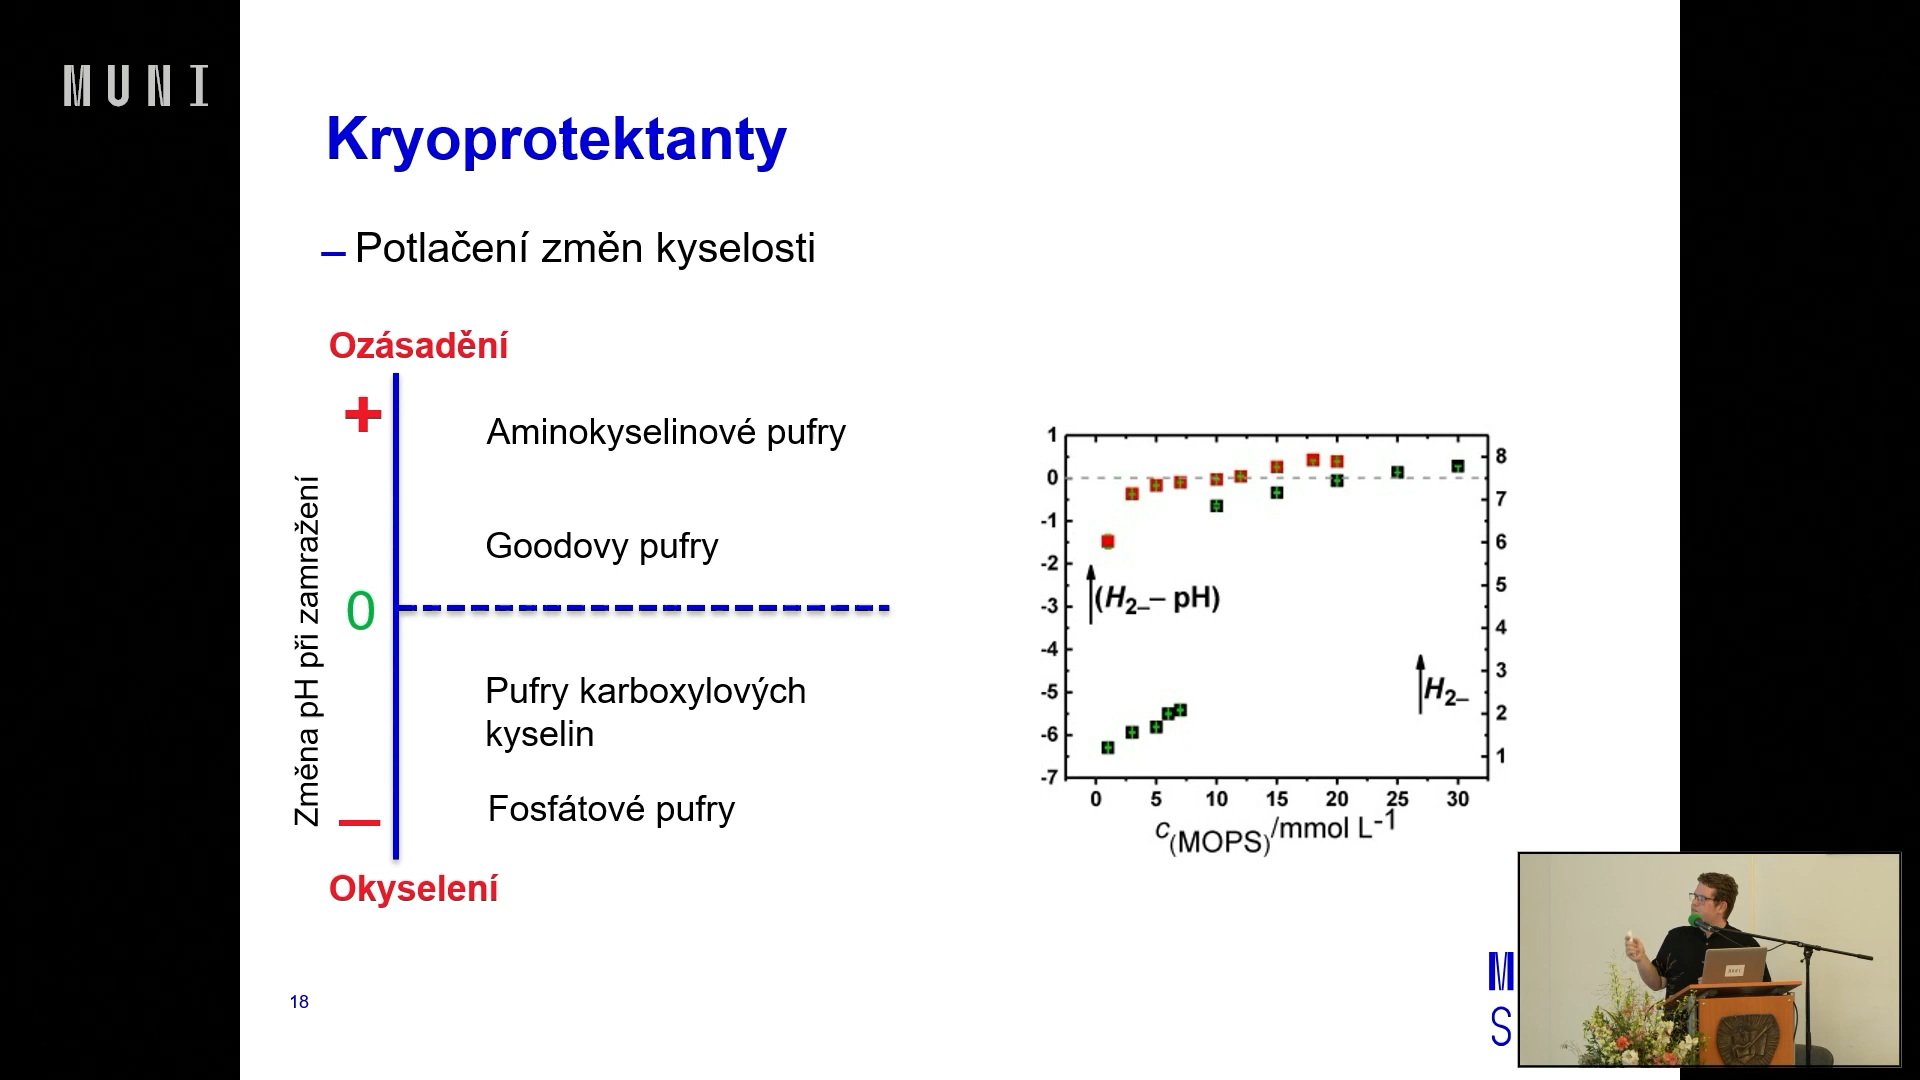 MUNI
Kryoprotektanty
– Potlačení změn kyselosti
Ozásadění
+
Aminokyselinové pufry
Goodovy pufry
Změna pH při zamražení
0
Pufry karboxylových
kyselin
Fosfátové pufry
–
Okyselení
1
0
-1
-2
-3
-4
-5
-6
-7
(H2– – pH)
8
7
6
5
4
3
2
1
H2–
0 5 10 15 20 25 30
c(MOPS)/mmol L-1
18
M
S